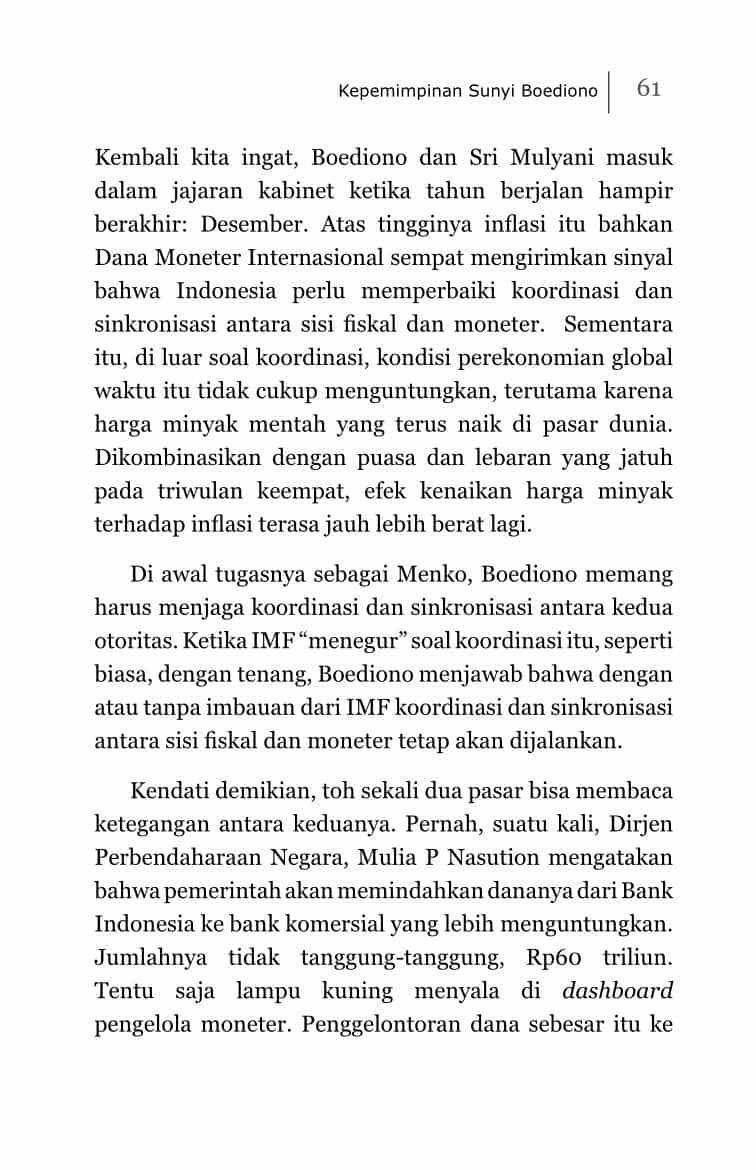 Kepemimpinan Sunyi Boediono 61
Kembali kita ingat, Boediono dan Sri Mulyani masuk
dalam jajaran kabinet ketika tahun berjalan hampir
berakhir: Desember. Atas tingginya inflasi itu bahkan
Dana Moneter Internasional sempat mengirimkan sinyal
bahwa Indonesia perlu memperbaiki koordinasi dan
sinkronisasi antara sisi fiskal dan moneter.  Sementara
itu, di luar soal koordinasi, kondisi perekonomian global
waktu itu tidak cukup menguntungkan, terutama karena
harga minyak mentah yang terus naik di pasar dunia.
Dikombinasikan dengan puasa dan lebaran yang jatuh
pada triwulan keempat, efek kenaikan harga minyak
terhadap inflasi terasa jauh lebih berat lagi.
Di awal tugasnya sebagai Menko, Boediono memang
harus menjaga koordinasi dan sinkronisasi antara kedua
otoritas. Ketika IMF “menegur” soal koordinasi itu, seperti
biasa, dengan tenang, Boediono menjawab bahwa dengan
atau tanpa imbauan dari IMF koordinasi dan sinkronisasi
antara sisi fiskal dan moneter tetap akan dijalankan.
Kendati demikian, toh sekali dua pasar bisa membaca
ketegangan antara keduanya. Pernah, suatu kali, Dirjen
Perbendaharaan Negara, Mulia P Nasution mengatakan
bahwa pemerintah akan memindahkan dananya dari Bank
Indonesia ke bank komersial yang lebih menguntungkan.
Jumlahnya tidak tanggung-tanggung, Rp60 triliun.
Tentu saja lampu kuning menyala di dashboard
pengelola moneter. Penggelontoran dana sebesar itu ke